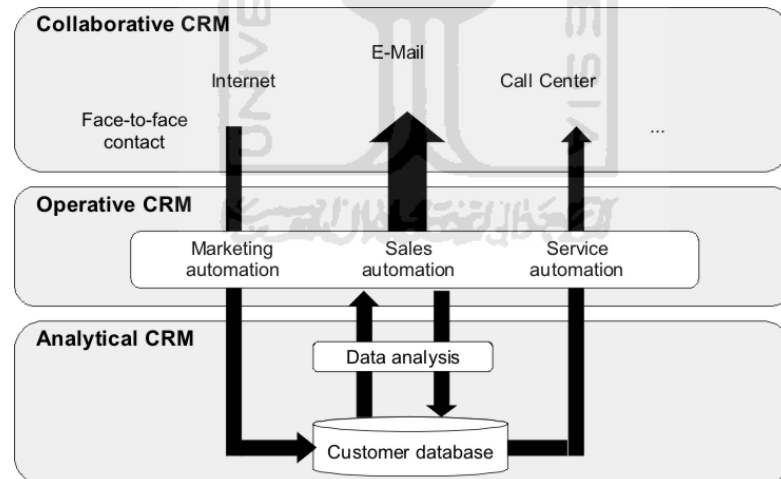 Collaborative CRM
E-Mail
Internet
Call Center
Face-to-face
contact
...
Operative CRM
Marketing
automation
Sales
automation
Service
automation
Analytical CRM
Data analysis
Customer database